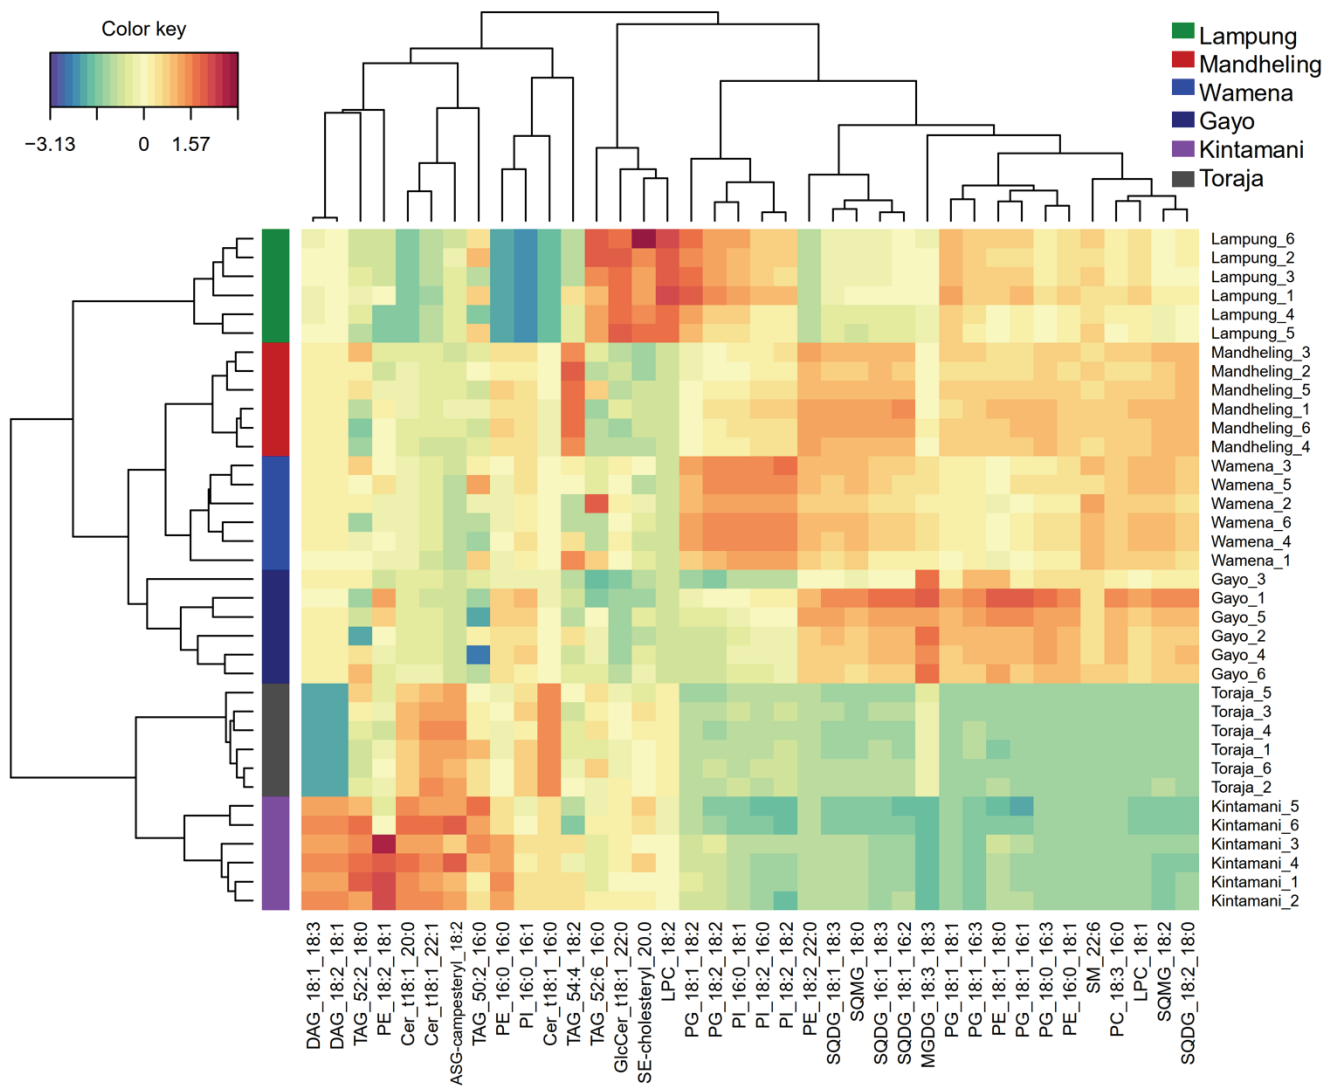 Color key
−3.13 0 1.57
Lampung
Mandheling
Wamena
Gayo
Kintamani
Toraja
Lampung_6
Lampung_2
Lampung_3
Lampung_1
Lampung_4
Lampung_5
Mandheling_3
Mandheling_2
Mandheling_5
Mandheling_1
Mandheling_6
Mandheling_4
Wamena_3
Wamena_5
Wamena_2
Wamena_6
Wamena_4
Wamena_1
Gayo_3
Gayo_1
Gayo_5
Gayo_2
Gayo_4
Gayo_6
Toraja_5
Toraja_3
Toraja_4
Toraja_1
Toraja_6
Toraja_2
Kintamani_5
Kintamani_6
Kintamani_3
Kintamani_4
Kintamani_1
Kintamani_2
DAG_18:1_18:3
DAG_18:2_18:1
TAG_52:2_18:0
PE_18:2_18:1
Cer_t18:1_20:0
Cer_t18:1_22:1
ASG-campesteryl_18:2
TAG_50:2_16:0
PE_16:0_16:0
PI_16:0_16:1
Cer_t18:1_16:0
TAG_54:4_18:2
TAG_52:6_16:0
GlcCer_t18:1_22:0
SE-cholesteryl_20.0
LPC_18:2
PG_18:1_18:2
PG_18:2_18:2
PI_16:0_18:1
PI_18:2_16:0
PI_18:2_18:2
PE_18:2_22:0
SQDG_18:1_18:3
SQMG_18:0
SQDG_16:1_18:3
SQDG_18:1_16:2
MGDG_18:3_18:3
PG_18:1_18:1
PG_18:1_16:3
PE_18:1_18:0
PG_18:1_16:1
PG_18:0_16:3
PE_16:0_18:1
SM_22:6
PC_18:3_16:0
LPC_18:1
SQMG_18:2
SQDG_18:2_18:0